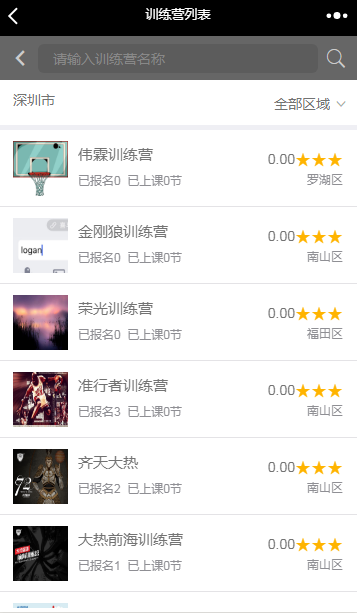 训练营列表
请输入训练营名称
深圳市 全部区域
伟霖训练营 0.00
已报名0 已上课0节 罗湖区
logan
金刚狼训练营 0.00
已报名0 已上课0节 南山区
荣光训练营 0.00
已报名0 已上课0节 福田区
准行者训练营 0.00
已报名3 已上课0节 南山区
72
齐天大热 0.00
已报名2 已上课0节 南山区
大热前海训练营 0.00
已报名1 已上课0节 南山区